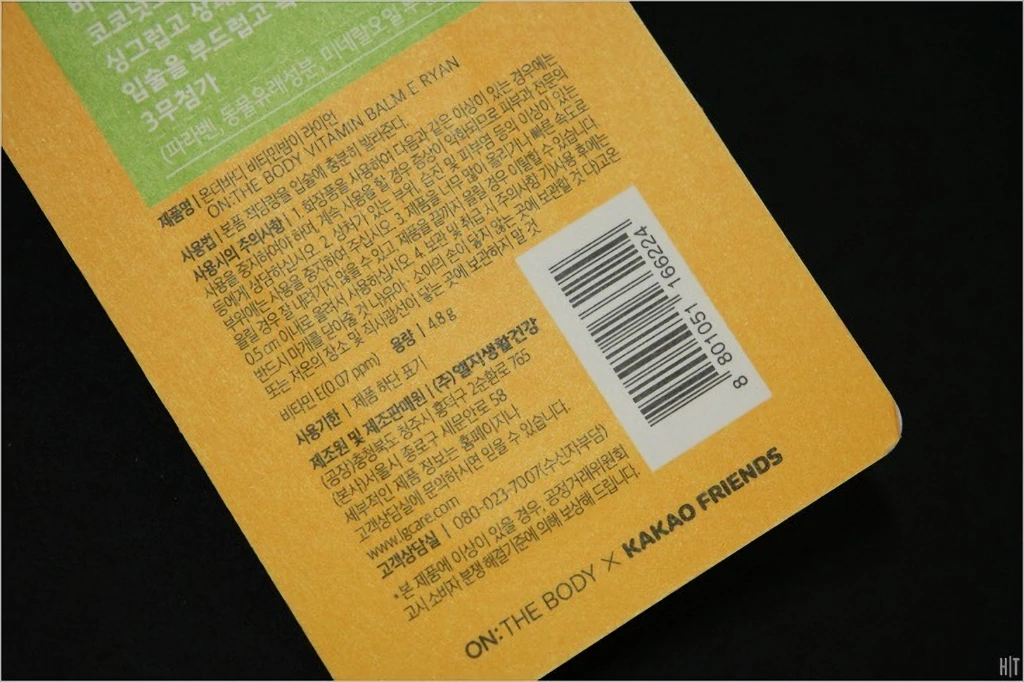 코코넛
싱그럽고 상
입술을 부드럽고 촉
3무첨가
(파라벤, 동물유래성분, 미네랄오일 무
제품명 | 온더바디 비타민밤이 라이언
ON:THE BODY VITAMIN BALM E RYAN
사용법 | 본품 적당량을 입술에 충분히 발라준다.
사용시의 주의사항 | 1. 화장품을 사용하여 다음과 같은 이상이 있는 경우에는
사용을 중지하여야 하며, 계속 사용을 할 경우 증상이 악화되므로 피부과 전문의
등에게 상담하십시오 2. 상처가 있는 부위, 습진 및 피부염 등의 이상이 있는
부위에는 사용을 중지하여 주십시오 3. 제품을 너무 많이 올리거나 빠른 속도로
올릴 경우 잘 내려가지 않을 수 있고 제품을 끝까지 올릴 경우 이탈할 수 있습니다.
0.5cm 이내로 올려서 사용하십시오 4. 보관 및 취급 시 주의사항 가)사용 후에는
반드시 마개를 닫아둘 것 나)유아, 소아의 손이 닿지 않는 곳에 보관할 것 다)고온
또는 저온의 장소 및 직사광선이 닿는 곳에 보관하지 말 것
비타민 E(0.07 ppm) 용량 | 4.8 g
사용기한 | 제품 하단 표기
제조원 및 제조판매원 | (주)엘지생활건강
(공장)충청북도 청주시 흥덕구 2순환로 765
(본사)서울시 종로구 새문안로 58
세부적인 제품 정보는 홈페이지나
고객상담실에 문의하시면 얻을 수 있습니다.
www.lgcare.com
고객상담실 | 080-023-7007(수신자부담)
*본 제품에 이상이 있을 경우, 공정거래위원회
고시 소비자 분쟁 해결기준에 의해 보상해 드립니다.
8 801051 166224
ON:THE BODY × KAKAO FRIENDS
H|T